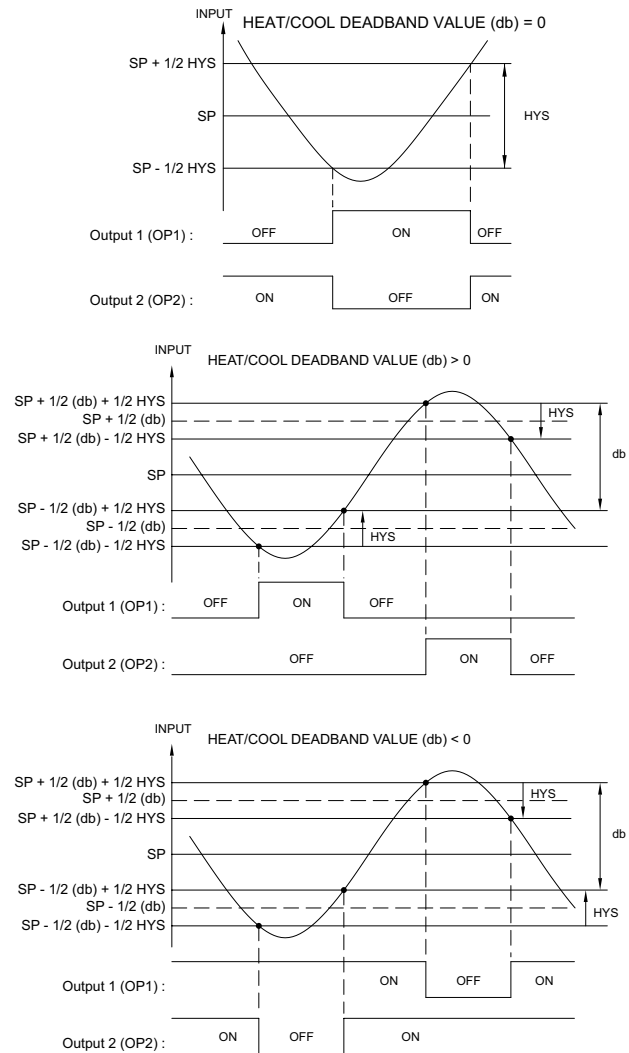 HEAT/COOL DEADBAND VALUE (db) = 0
INPUT
SP + 1/2 HYS
SP
HYS
SP - 1/2 HYS
Output 1 (OP1) : OFF ON OFF
Output 2 (OP2) : ON OFF ON
INPUT
HEAT/COOL DEADBAND VALUE (db) > 0
SP + 1/2 (db) + 1/2 HYS
HYS
SP + 1/2 (db)
SP + 1/2 (db) - 1/2 HYS
db
SP
SP - 1/2 (db) + 1/2 HYS
SP - 1/2 (db)
HYS
SP - 1/2 (db) - 1/2 HYS
Output 1 (OP1) : OFF ON OFF
Output 2 (OP2) : OFF ON OFF
INPUT
HEAT/COOL DEADBAND VALUE (db) < 0
SP + 1/2 (db) + 1/2 HYS
HYS
SP + 1/2 (db)
SP + 1/2 (db) - 1/2 HYS
db
SP
SP - 1/2 (db) + 1/2 HYS
SP - 1/2 (db)
HYS
SP - 1/2 (db) - 1/2 HYS
Output 1 (OP1) : ON OFF ON
Output 2 (OP2) : ON OFF ON